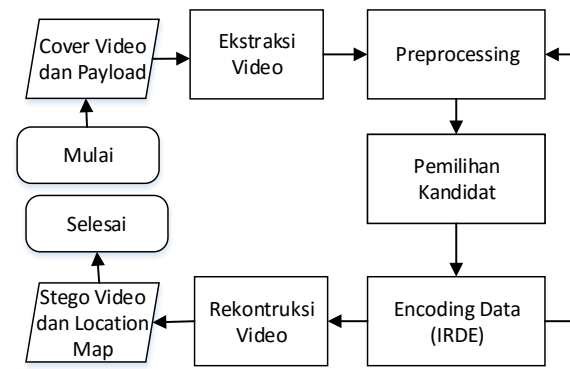 Cover Video
dan Payload
Ekstraksi
Video
Preprocessing
Mulai
Pemilihan
Kandidat
Selesai
Stego Video
dan Location
Map
Rekontruksi
Video
Encoding Data
(IRDE)